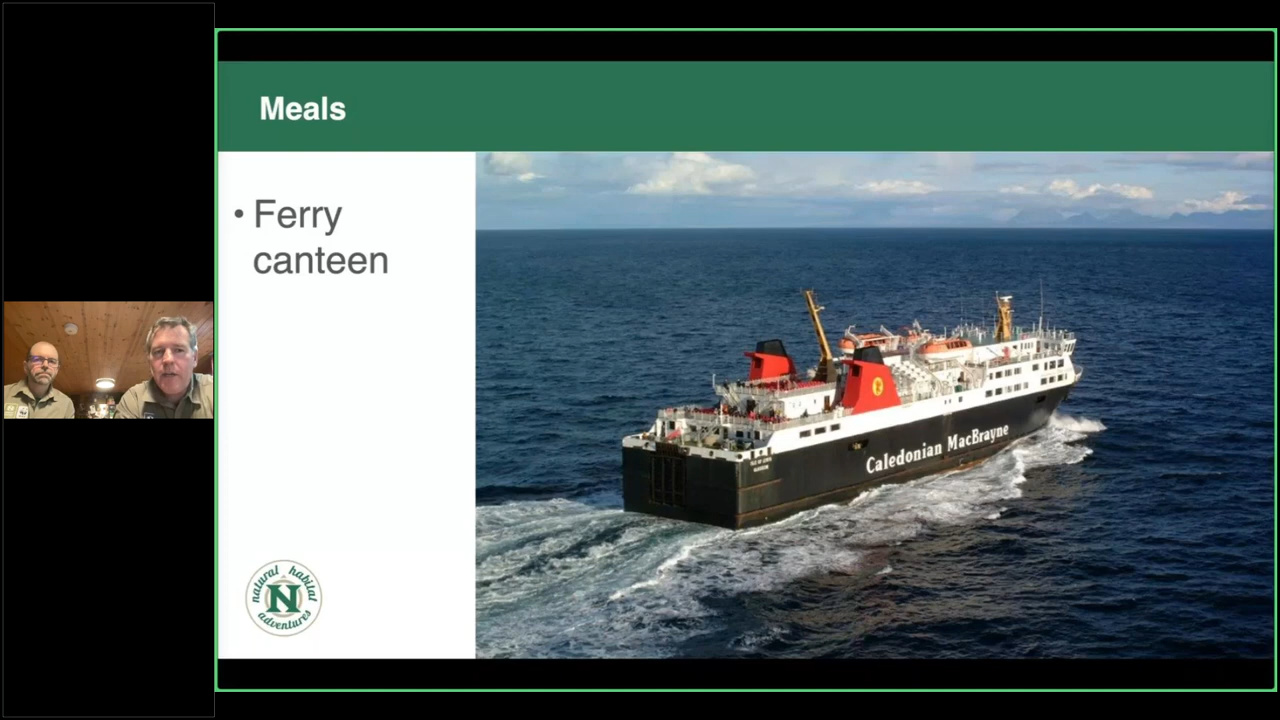 Meals
• Ferry
canteen
Caledonian MacBrayne
natural habitat
N
adventures